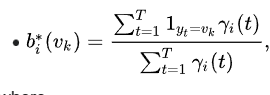 • b_i^*(v_k) = \frac{\sum_{t=1}^{T} 1_{y_t=v_k} \gamma_i(t)}{\sum_{t=1}^{T} \gamma_i(t)},